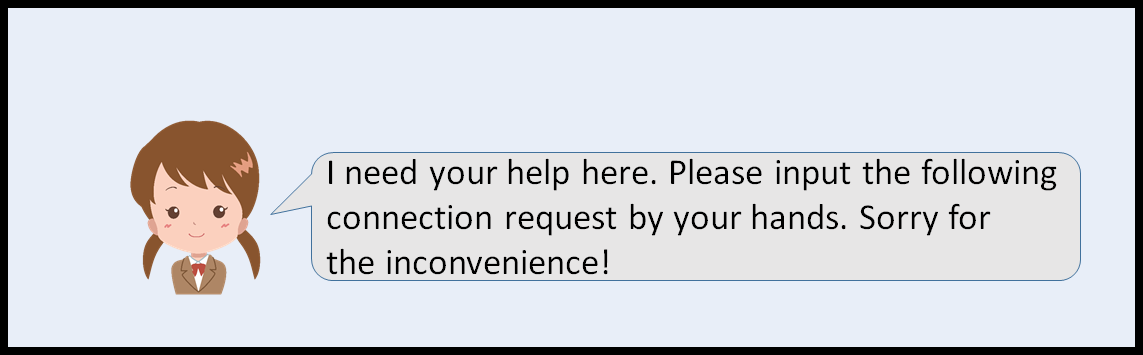 I need your help here. Please input the following
connection request by your hands. Sorry for
the inconvenience!